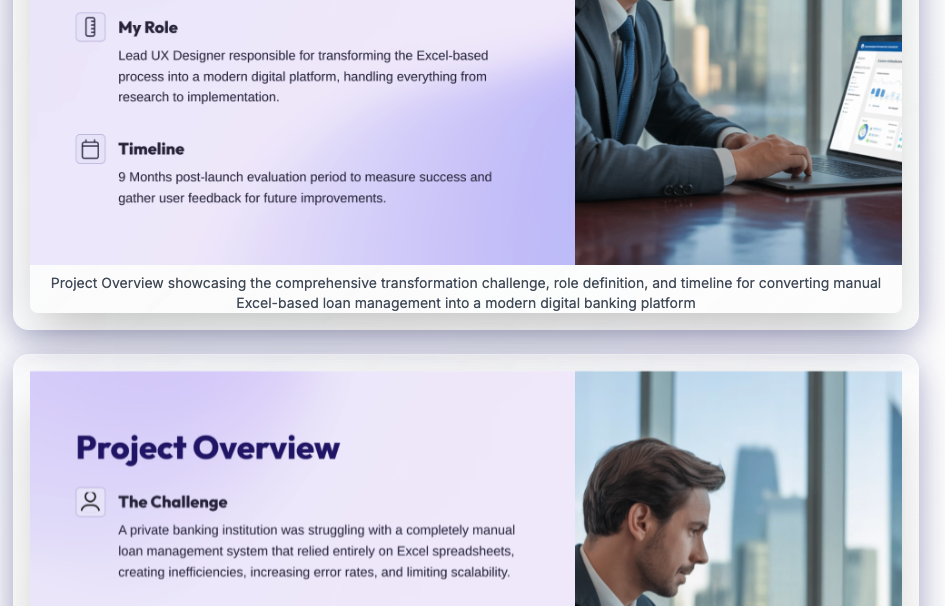 My Role
Lead UX Designer responsible for transforming the Excel-based
process into a modern digital platform, handling everything from
research to implementation.
Timeline
9 Months post-launch evaluation period to measure success and
gather user feedback for future improvements.
Project Overview showcasing the comprehensive transformation challenge, role definition, and timeline for converting manual
Excel-based loan management into a modern digital banking platform
Project Overview
The Challenge
A private banking institution was struggling with a completely manual
loan management system that relied entirely on Excel spreadsheets,
creating inefficiencies, increasing error rates, and limiting scalability.